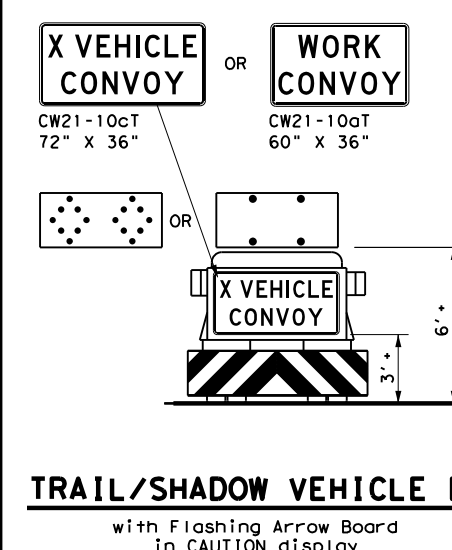 X VEHICLE
CONVOY
OR
WORK
CONVOY
CW21-10cT
72" X 36"
CW21-10aT
60" X 36"
OR
X VEHICLE
CONVOY
6'+
3'+
TRAIL/SHADOW VEHICLE
with Flashing Arrow Board
in CAUTION display